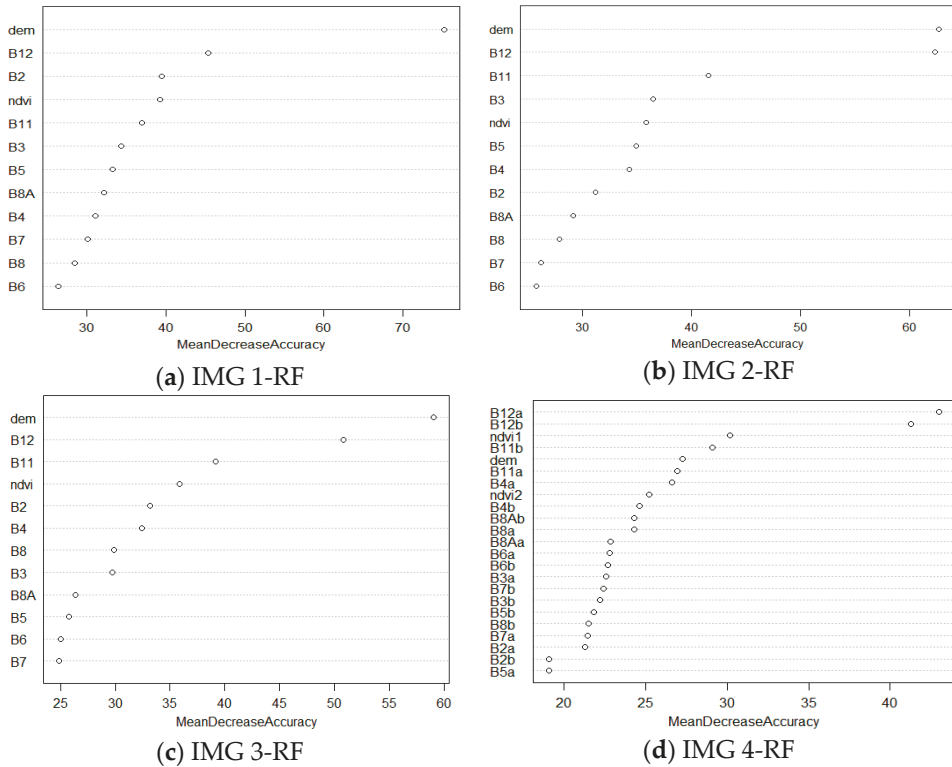 dem
B12
B2
ndvi
B11
B3
B5
B8A
B4
B7
B8
B6
30 40 50 60 70
MeanDecreaseAccuracy
(a) IMG 1-RF
dem
B12
B11
B3
ndvi
B5
B4
B2
B8A
B8
B7
B6
30 40 50 60
MeanDecreaseAccuracy
(b) IMG 2-RF
dem
B12
B11
ndvi
B2
B4
B8
B3
B8A
B5
B6
B7
25 30 35 40 45 50 55 60
MeanDecreaseAccuracy
(c) IMG 3-RF
B12a
B12b
ndvi1
B11b
dem
B11a
B4a
ndvi2
B4b
B8Ab
B8a
B8Aa
B6a
B6b
B3a
B7b
B3b
B5b
B8b
B7a
B2a
B2b
B5a
20 25 30 35 40
MeanDecreaseAccuracy
(d) IMG 4-RF